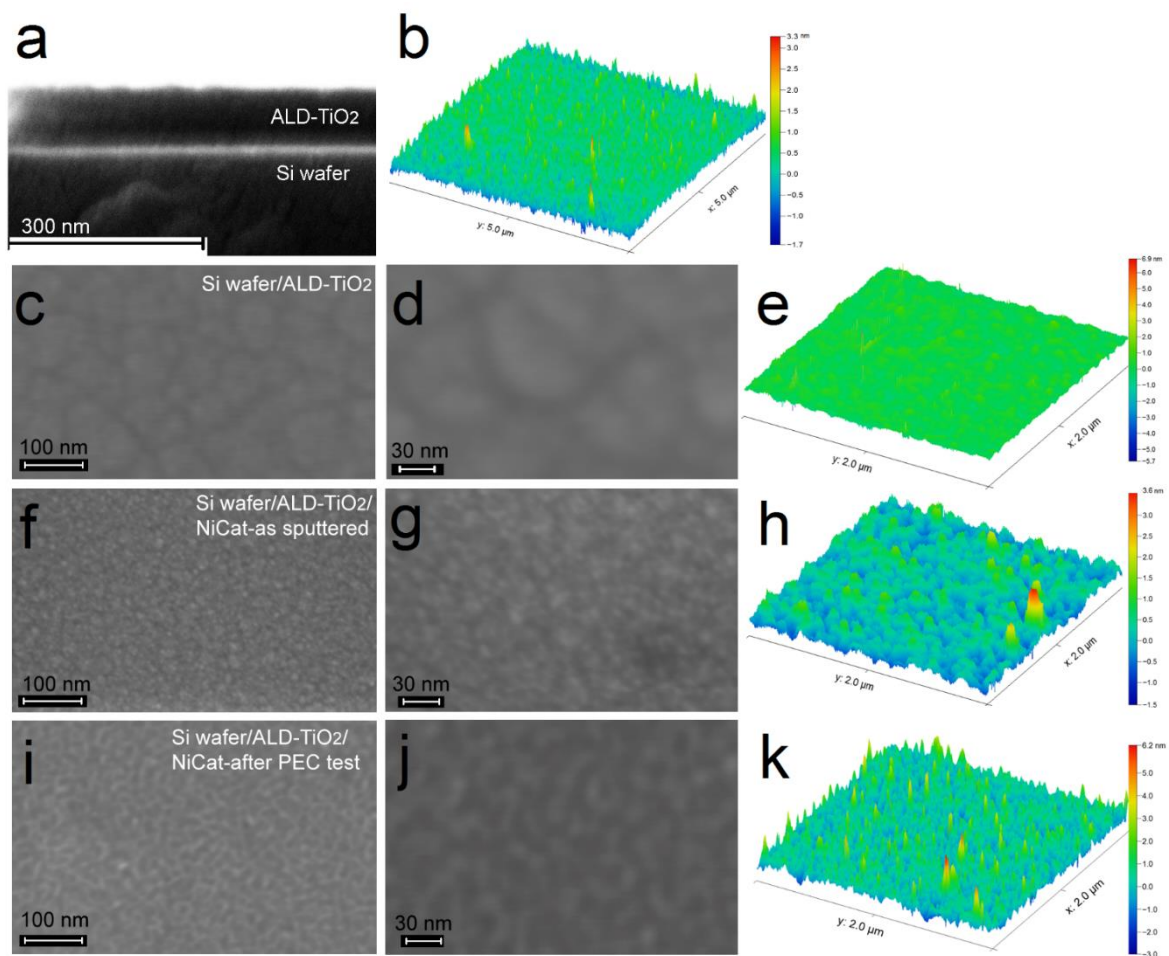 a
ALD-TiO2
Si wafer
300 nm
b
3.3 nm
3.0
2.5
2.0
1.5
1.0
0.5
0.0
-0.5
-1.0
-1.7
x: 5.0 µm
y: 5.0 µm
c
Si wafer/ALD-TiO2
100 nm
d
30 nm
e
6.9 nm
6.0
5.0
4.0
3.0
2.0
1.0
0.0
-1.0
-2.0
-3.0
-4.0
-5.7
x: 2.0 µm
y: 2.0 µm
f
Si wafer/ALD-TiO2/
NiCat-as sputtered
100 nm
g
30 nm
h
3.6 nm
3.0
2.5
2.0
1.5
1.0
0.5
0.0
-0.5
-1.0
-1.5
x: 2.0 µm
y: 2.0 µm
i
Si wafer/ALD-TiO2/
NiCat-after PEC test
100 nm
j
30 nm
k
6.2 nm
5.0
4.0
3.0
2.0
1.0
0.0
-1.0
-2.0
-3.0
x: 2.0 µm
y: 2.0 µm